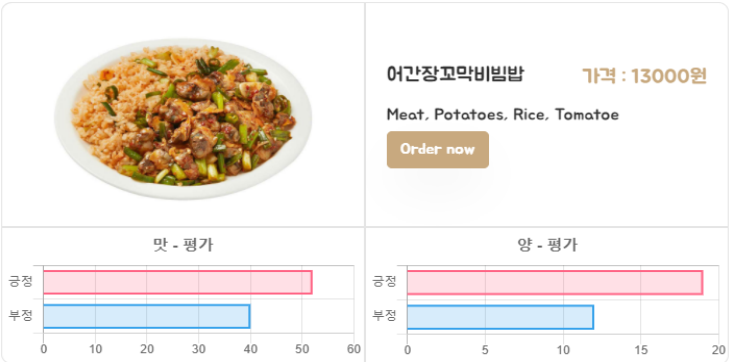 어간장꼬막비빔밥
가격 : 13000원
Meat, Potatoes, Rice, Tomatoe
Order now
맛 - 평가
긍정
부정
0 10 20 30 40 50 60
양 - 평가
긍정
부정
0 5 10 15 20